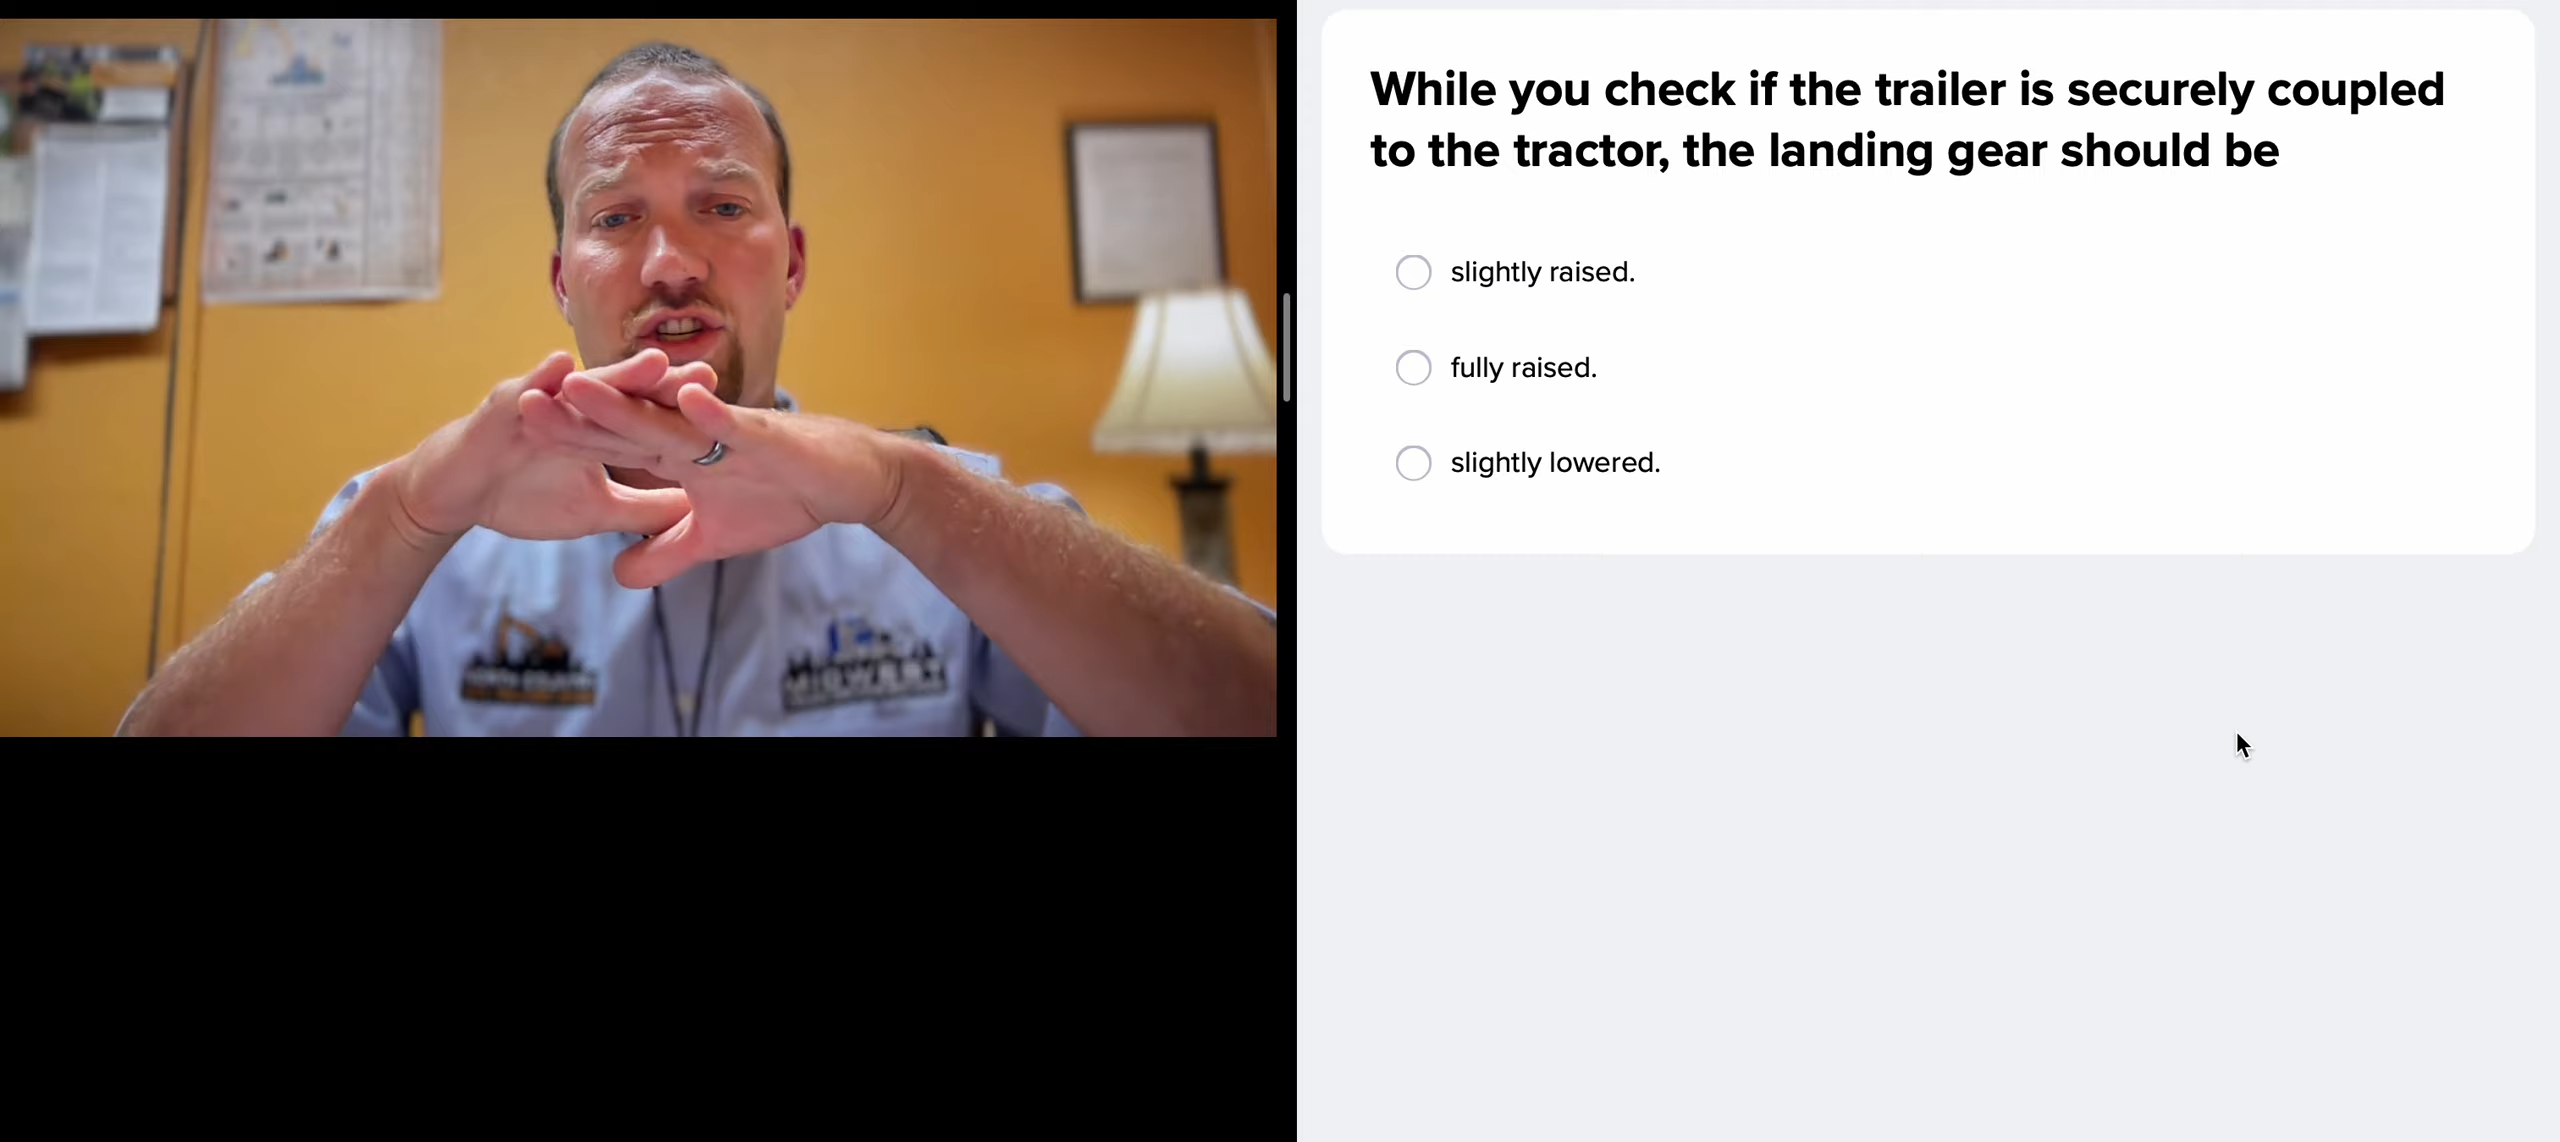 While you check if the trailer is securely coupled
to the tractor, the landing gear should be
slightly raised.
fully raised.
slightly lowered.
MIDWEST